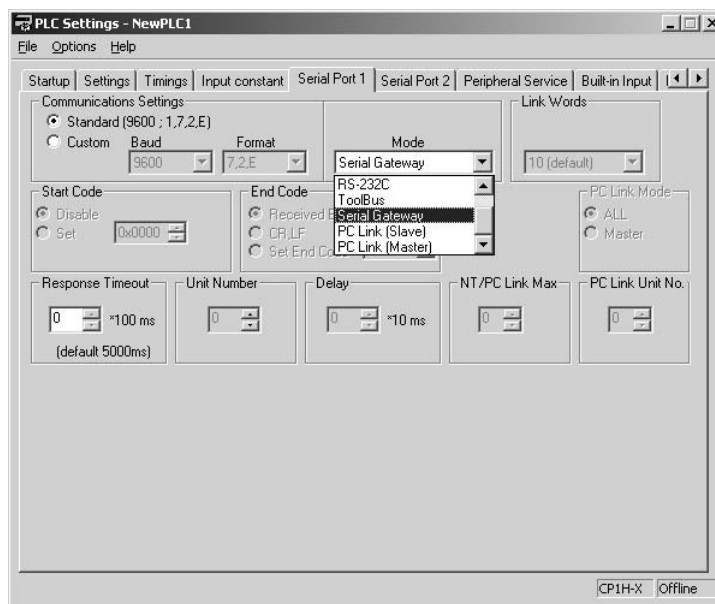 PLC Settings - NewPLC1
File Options Help
Startup Settings Timings Input constant Serial Port 1 Serial Port 2 Peripheral Service Built-in Input
Communications Settings Link Words
Standard (9600 ; 1,7,2,E)
Custom Baud Format Mode
9600 7,2,E Serial Gateway 10 (default)
RS-232C
ToolBus
Serial Gateway
PC Link (Slave)
PC Link (Master)
Start Code End Code PC Link Mode
Disable Received ALL
Set 0x0000 CR,LF Master
Set End
Response Timeout Unit Number Delay NT/PC Link Max PC Link Unit No.
0 *100 ms 0 0 *10 ms 0 0
(default 5000ms)
CP1H-X Offline